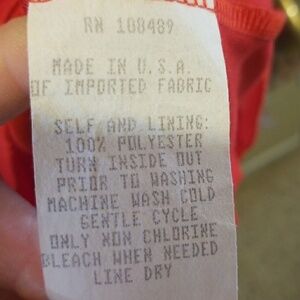 RN 108489
MADE IN U.S.A.
OF IMPORTED FABRIC
SELF AND LINING:
100% POLYESTER
TURN INSIDE OUT
PRIOR TO WASHING
MACHINE WASH COLD
GENTLE CYCLE
ONLY NON CHLORINE
BLEACH WHEN NEEDED
LINE DRY